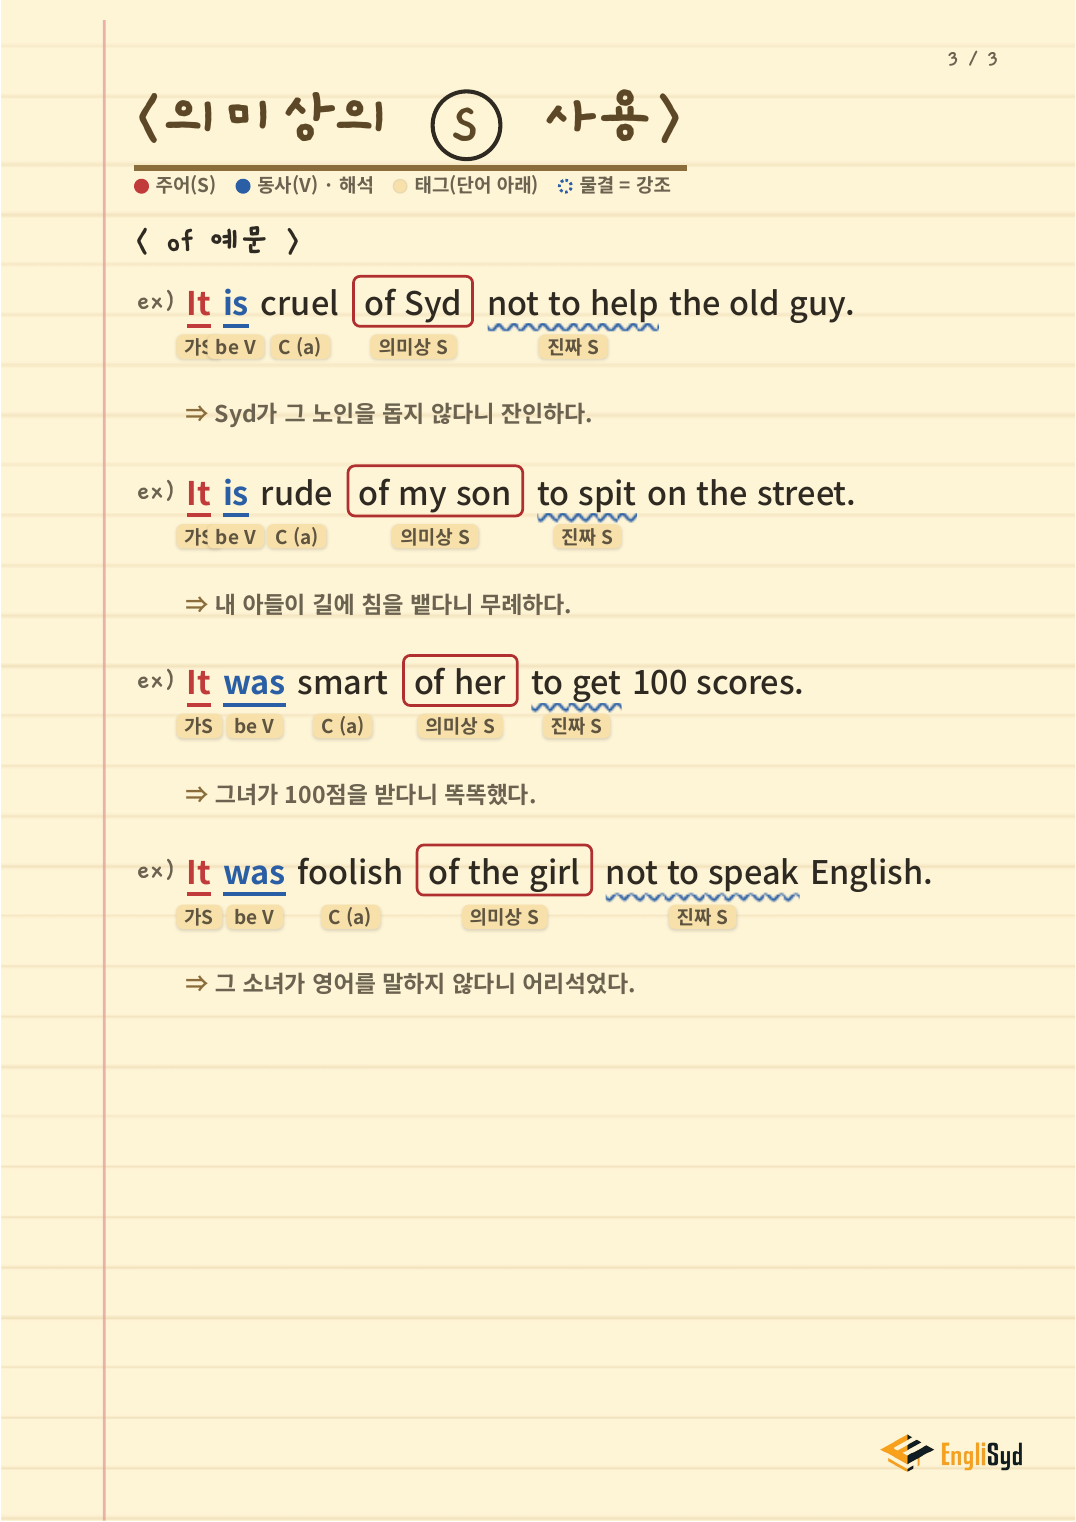 3 / 3
<의미상의 Ⓢ 사용>
주어(S) 동사(V) · 해석 태그(단어 아래) 물결 = 강조
< of 예문 >
ex) It is cruel of Syd not to help the old guy.
가S be V C (a) 의미상 S 진짜 S
⇒ Syd가 그 노인을 돕지 않다니 잔인하다.
ex) It is rude of my son to spit on the street.
가S be V C (a) 의미상 S 진짜 S
⇒ 내 아들이 길에 침을 뱉다니 무례하다.
ex) It was smart of her to get 100 scores.
가S be V C (a) 의미상 S 진짜 S
⇒ 그녀가 100점을 받다니 똑똑했다.
ex) It was foolish of the girl not to speak English.
가S be V C (a) 의미상 S 진짜 S
⇒ 그 소녀가 영어를 말하지 않다니 어리석었다.
EngliSyd